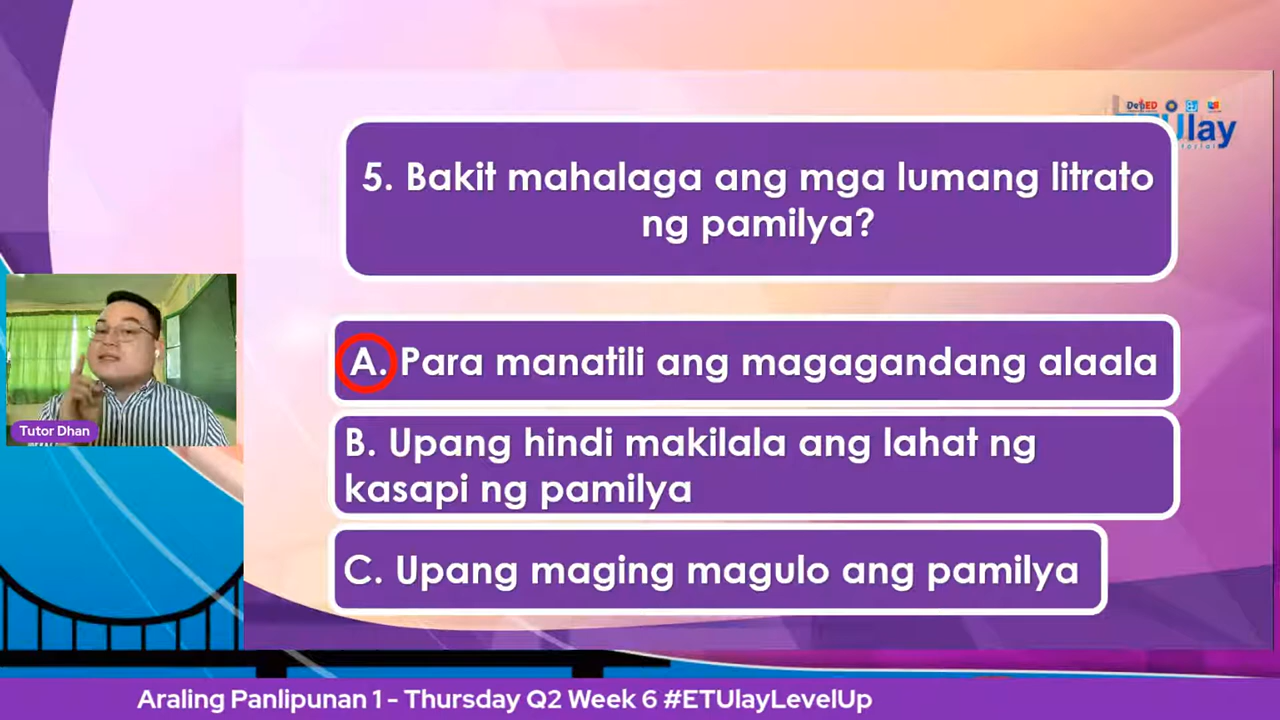 DepED
ETUlay
5. Bakit mahalaga ang mga lumang litrato
ng pamilya?
A. Para manatili ang magagandang alaala
B. Upang hindi makilala ang lahat ng
kasapi ng pamilya
C. Upang maging magulo ang pamilya
Tutor Dhan
Araling Panlipunan 1 - Thursday Q2 Week 6 #ETUlayLevelUp